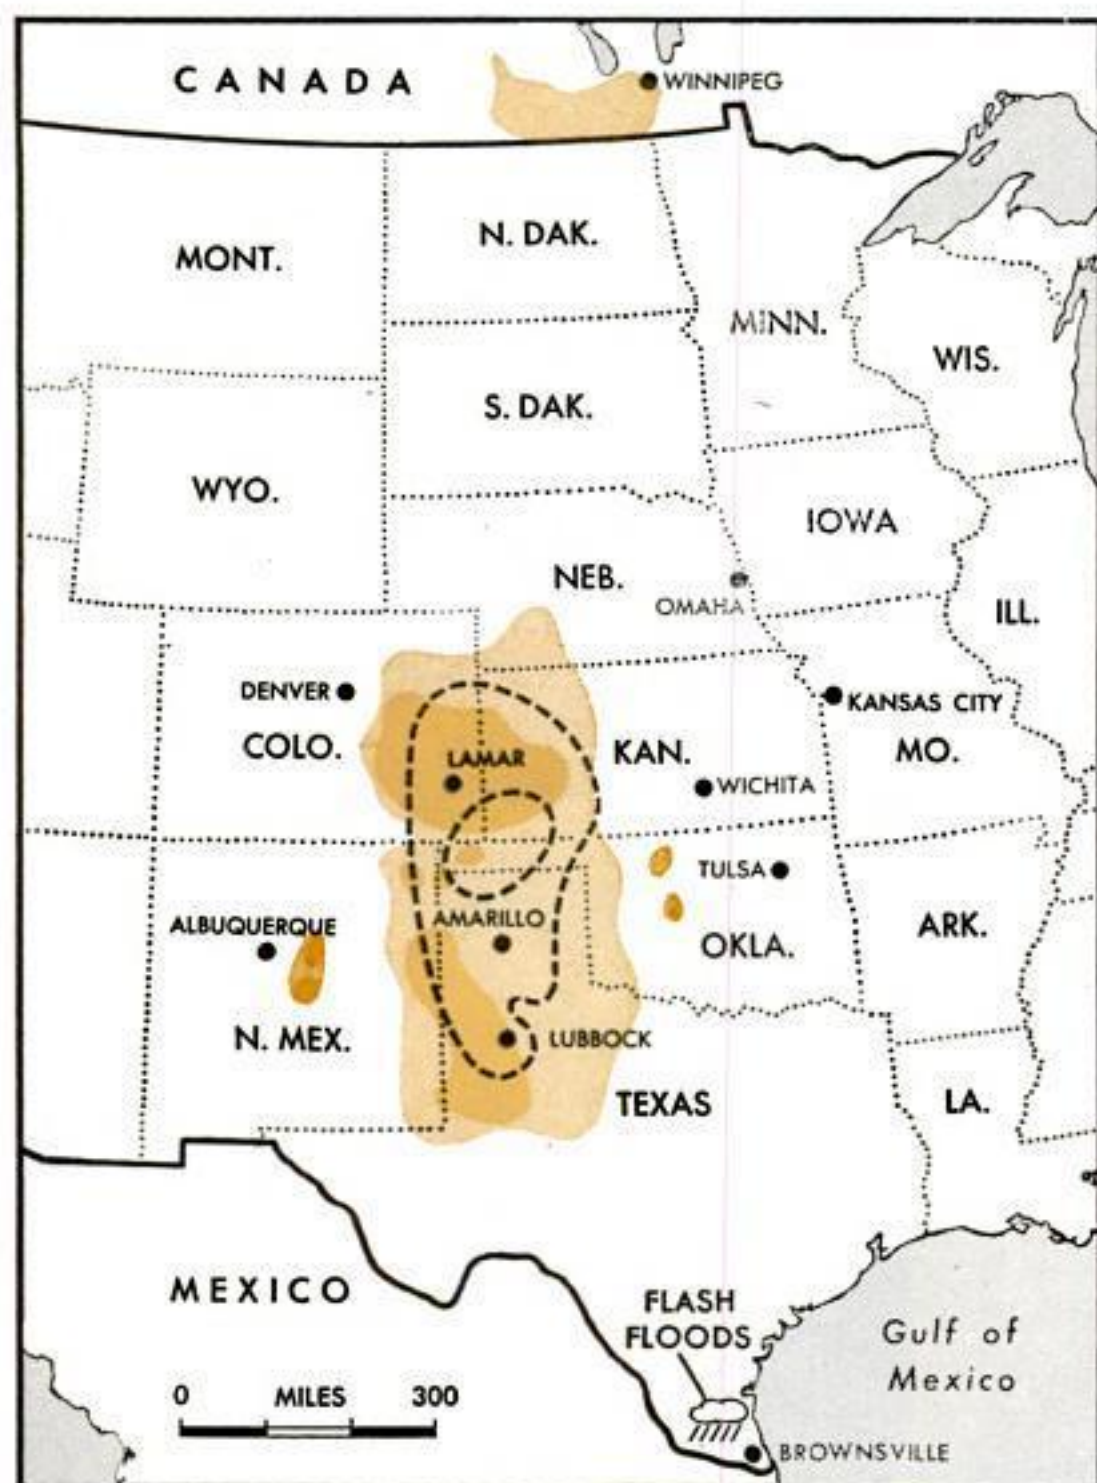 CANADA
WINNIPEG
MONT.
N. DAK.
MINN.
WIS.
S. DAK.
WYO.
IOWA
NEB.
OMAHA
ILL.
DENVER
KANSAS CITY
COLO.
LAMAR
KAN.
MO.
WICHITA
TULSA
ALBUQUERQUE
AMARILLO
OKLA.
ARK.
N. MEX.
LUBBOCK
TEXAS
LA.
MEXICO
FLASH
FLOODS
Gulf of
Mexico
0 MILES 300
BROWNSVILLE